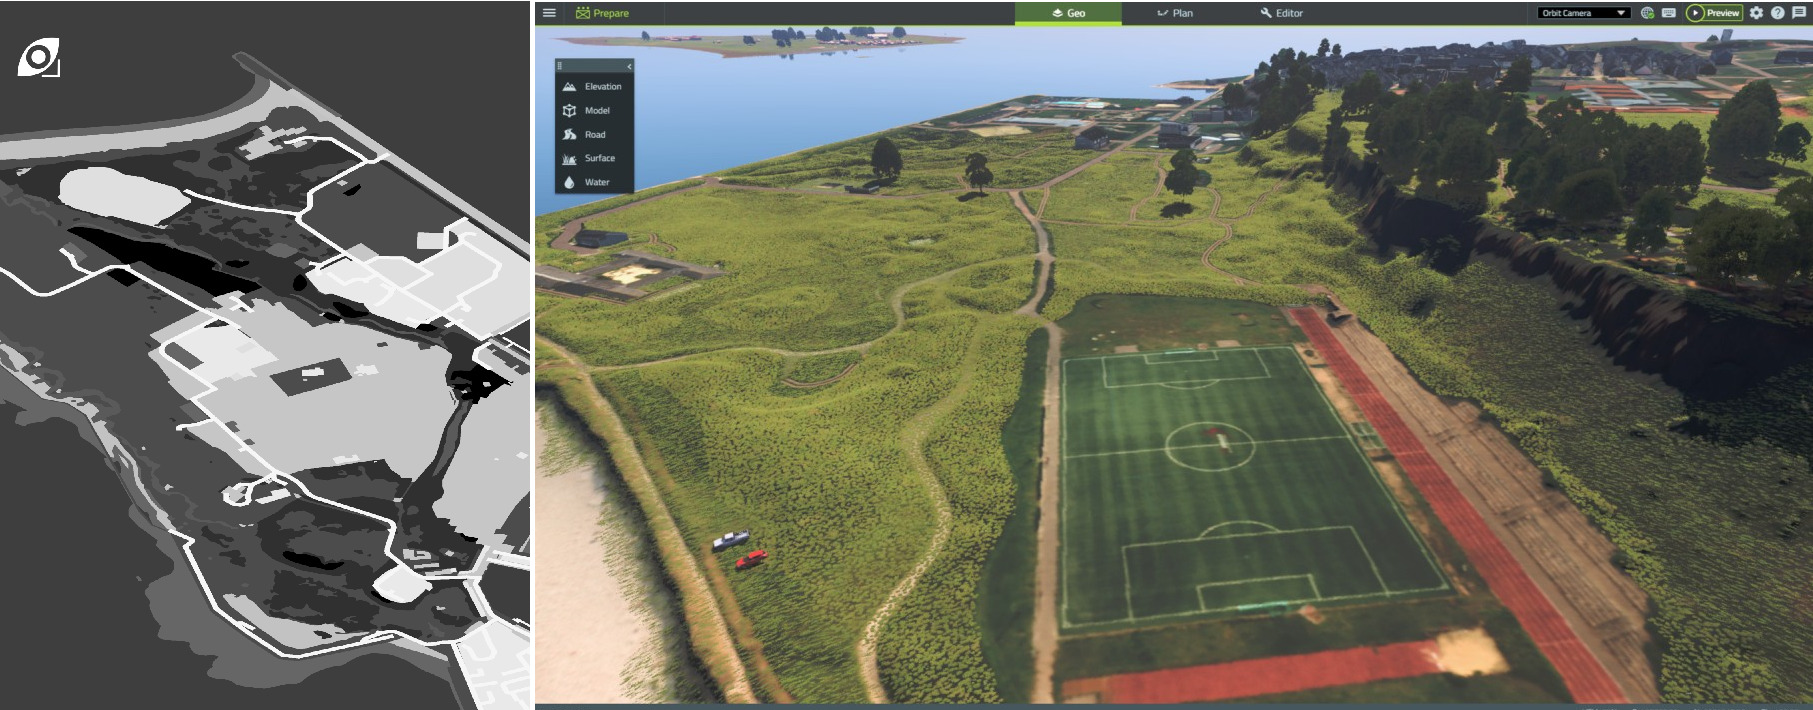 Prepare
Geo
Plan
Editor
Orbit Camera
Preview
Elevation
Model
Road
Surface
Water